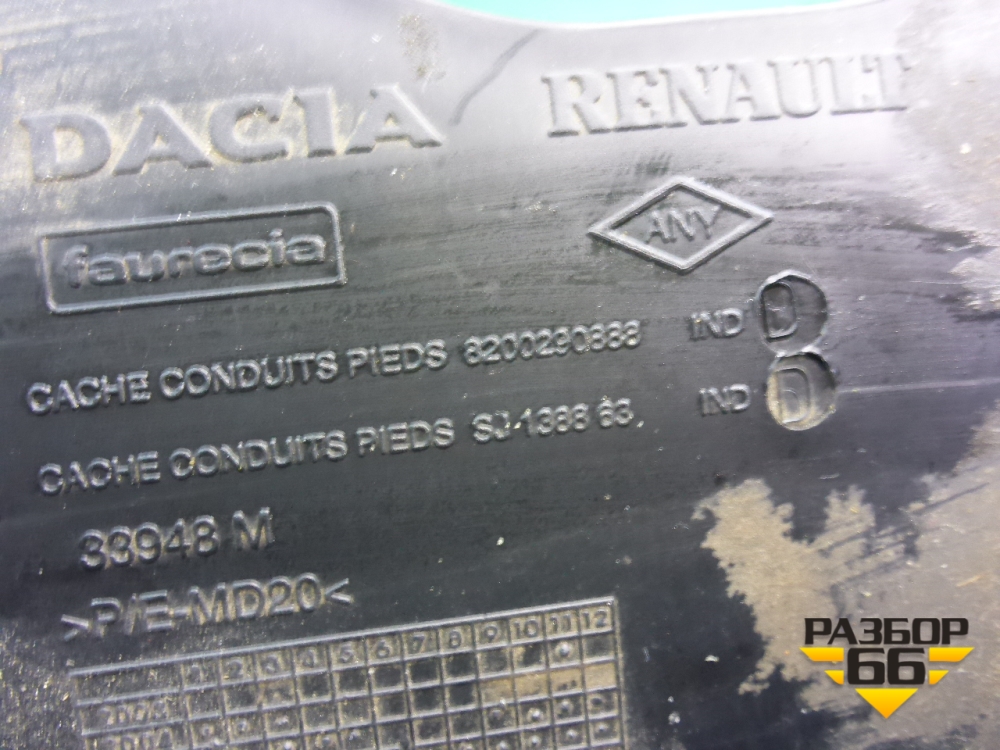 DACIA RENAULT
faurecia
ANY
CACHE CONDUITS PIEDS 8200230888 IND D
CACHE CONDUITS PIEDS SJ-1388 63. IND D
33948 M
>P/E-MD20<
1 2 3 4 5 6 7 8 9 10 11 12
РАЗБОР
66